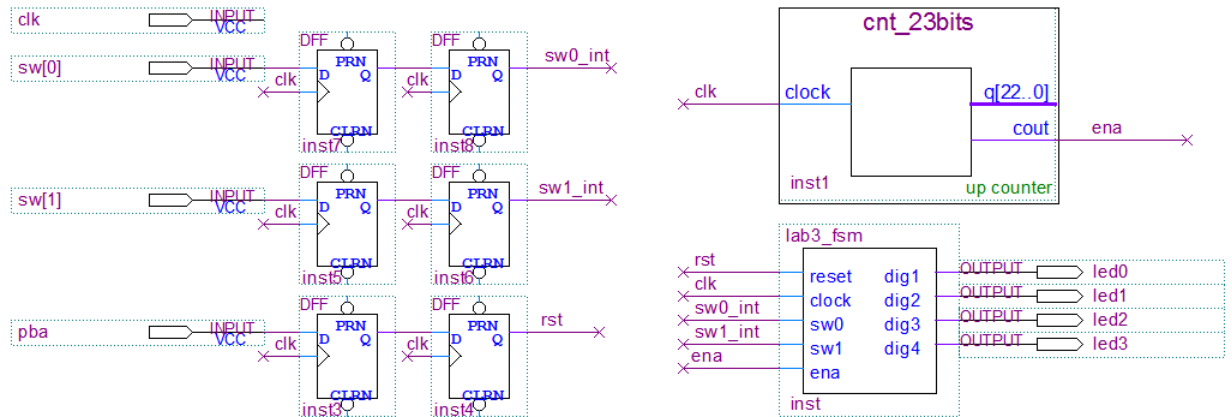 clk
INPUT
VCC
sw[0]
INPUT
VCC
DFF
D
PRN
Q
clk
CLRN
inst7
DFF
D
PRN
Q
clk
CLRN
inst8
sw0_int
sw[1]
INPUT
VCC
DFF
D
PRN
Q
clk
CLRN
inst5
DFF
D
PRN
Q
clk
CLRN
inst6
sw1_int
pba
INPUT
VCC
DFF
D
PRN
Q
clk
CLRN
inst3
DFF
D
PRN
Q
clk
CLRN
inst4
rst
cnt_23bits
clk
clock
q[22..0]
cout
ena
inst1
up counter
lab3_fsm
rst
reset
dig1
OUTPUT
led0
clk
clock
dig2
OUTPUT
led1
sw0_int
sw0
dig3
OUTPUT
led2
sw1_int
sw1
dig4
OUTPUT
led3
ena
ena
inst